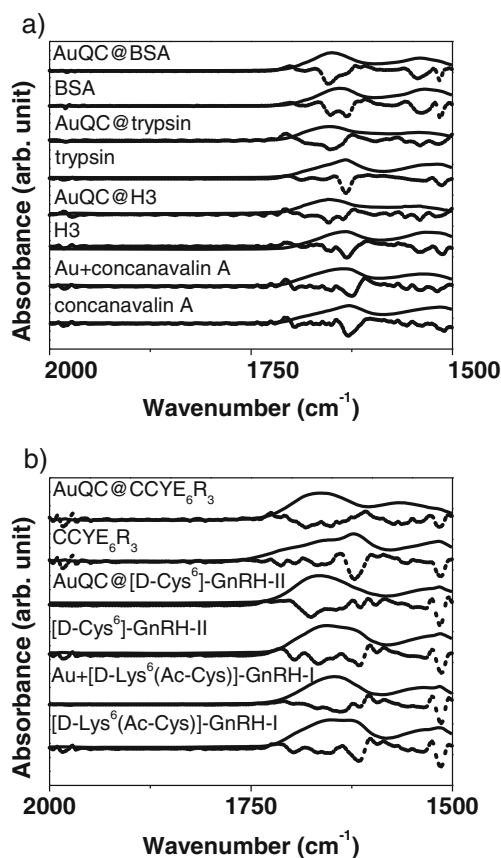 a)
AuQC@BSA
BSA
AuQC@trypsin
trypsin
AuQC@H3
H3
Au+concanavalin A
concanavalin A
Absorbance (arb. unit)
2000 1750 1500
Wavenumber (cm⁻¹)
b)
AuQC@CCYE₆R₃
CCYE₆R₃
AuQC@[D-Cys⁶]-GnRH-II
[D-Cys⁶]-GnRH-II
Au+[D-Lys⁶(Ac-Cys)]-GnRH-I
[D-Lys⁶(Ac-Cys)]-GnRH-I
Absorbance (arb. unit)
2000 1750 1500
Wavenumber (cm⁻¹)